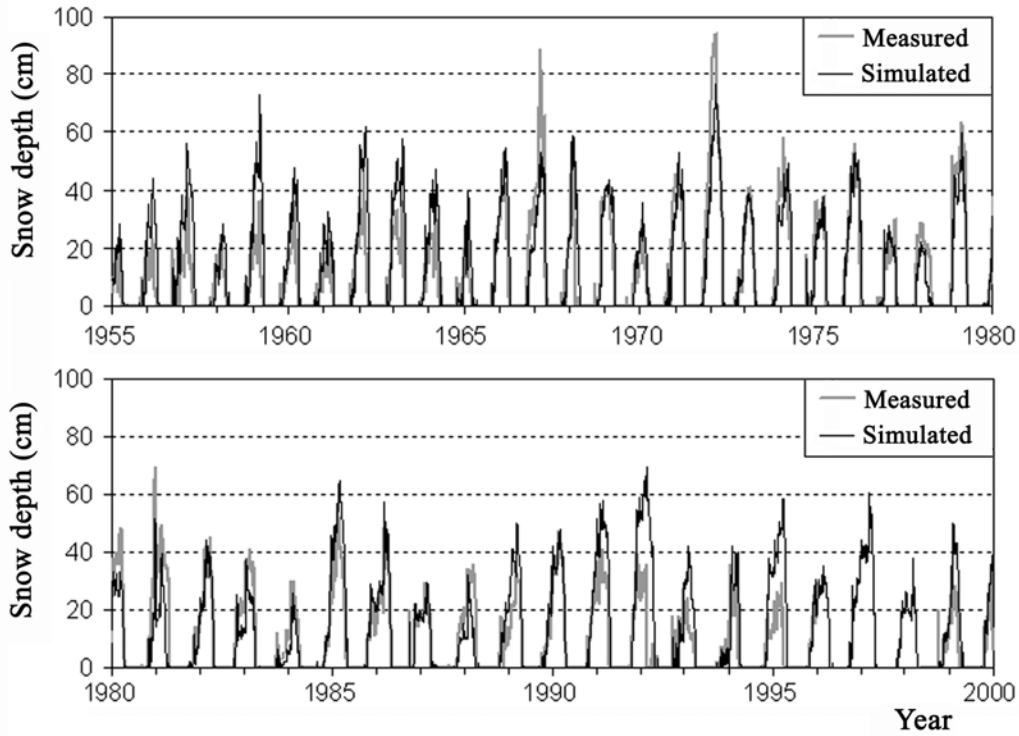 Snow depth (cm)
100
80
60
40
20
0
Measured
Simulated
1955 1960 1965 1970 1975 1980
Snow depth (cm)
100
80
60
40
20
0
Measured
Simulated
1980 1985 1990 1995 2000
Year